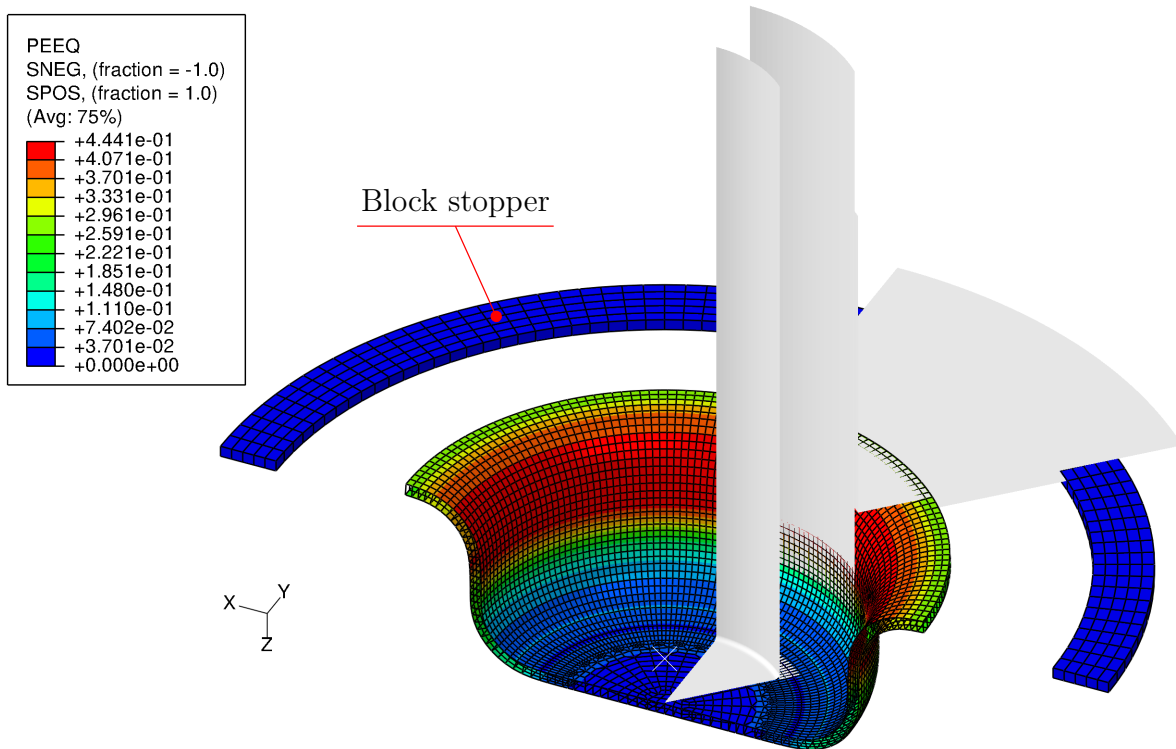 PEEQ
SNEG, (fraction = -1.0)
SPOS, (fraction = 1.0)
(Avg: 75%)
+4.441e-01
+4.071e-01
+3.701e-01
+3.331e-01
+2.961e-01
+2.591e-01
+2.221e-01
+1.851e-01
+1.480e-01
+1.110e-01
+7.402e-02
+3.701e-02
+0.000e+00
Block stopper
X
Y
Z